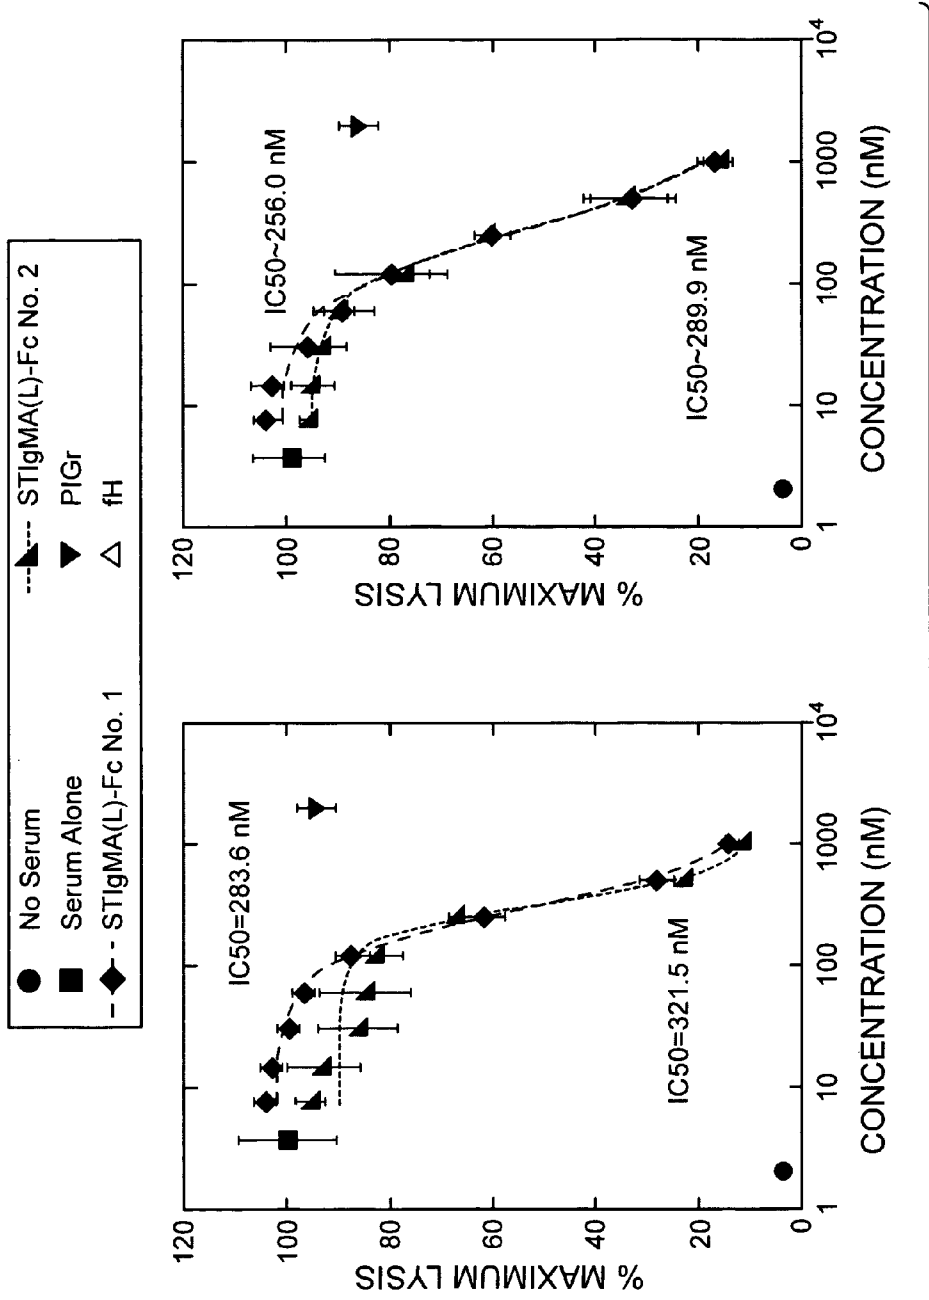 No Serum
Serum Alone
STIgMA(L)-Fc No. 1
STIgMA(L)-Fc No. 2
PIGr
fH
% MAXIMUM LYSIS
120
100
80
60
40
20
0
IC50=283.6 nM
IC50=321.5 nM
1
10
100
1000
10⁴
CONCENTRATION (nM)
% MAXIMUM LYSIS
120
100
80
60
40
20
0
IC50~256.0 nM
IC50~289.9 nM
1
10
100
1000
10⁴
CONCENTRATION (nM)